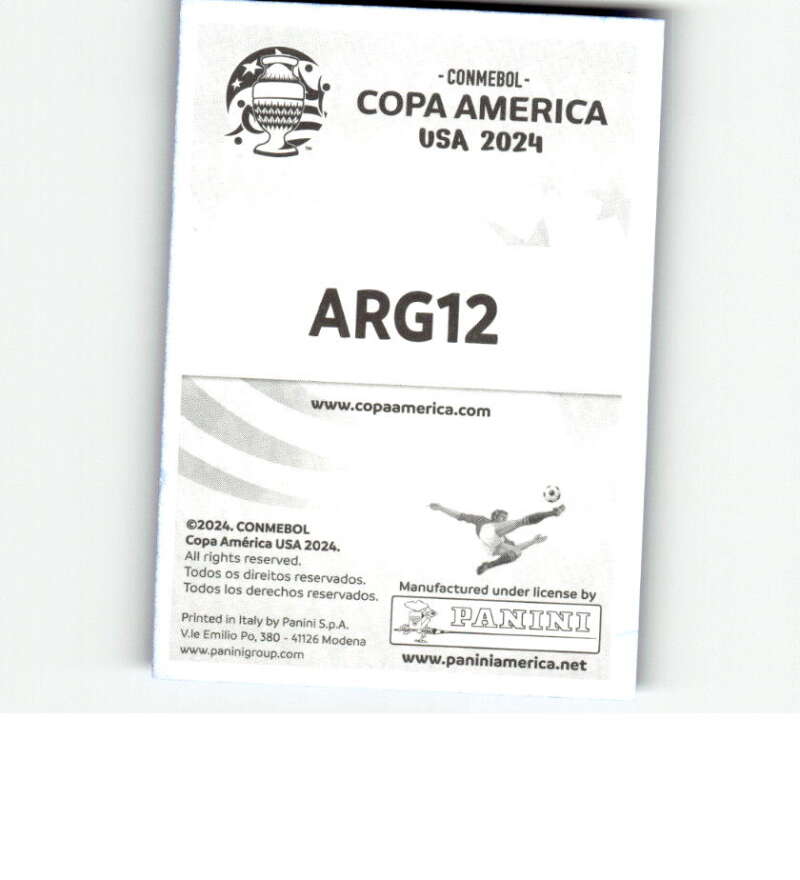 - CONMEBOL -
COPA AMERICA
USA 2024
ARG12
www.copaamerica.com
©2024. CONMEBOL
Copa América USA 2024.
All rights reserved.
Todos os direitos reservados.
Todos los derechos reservados.
Printed in Italy by Panini S.p.A.
V.le Emilio Po, 380 - 41126 Modena
www.paninigroup.com
Manufactured under license by
PANINI
www.paniniamerica.net